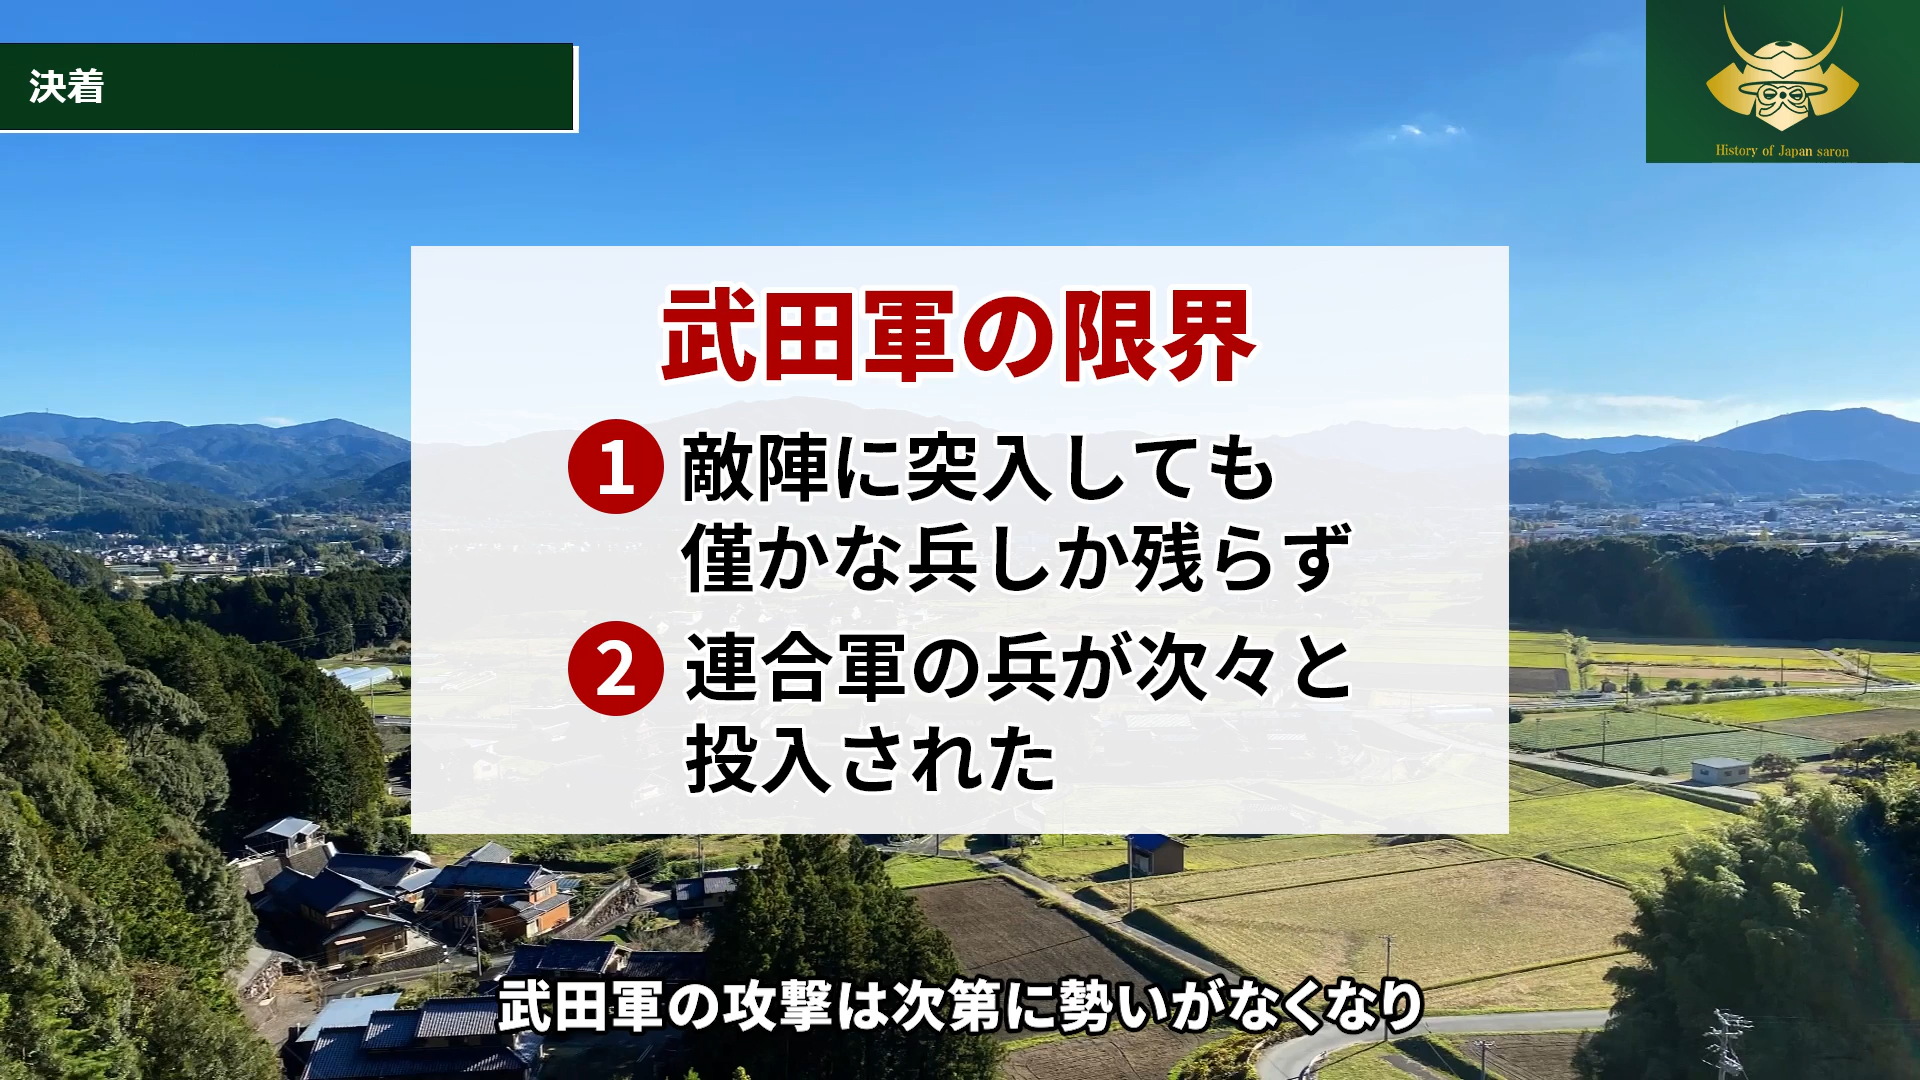 決着
History of Japan saron
武田軍の限界
1 敵陣に突入しても
僅かな兵しか残らず
2 連合軍の兵が次々と
投入された
武田軍の攻撃は次第に勢いがなくなり